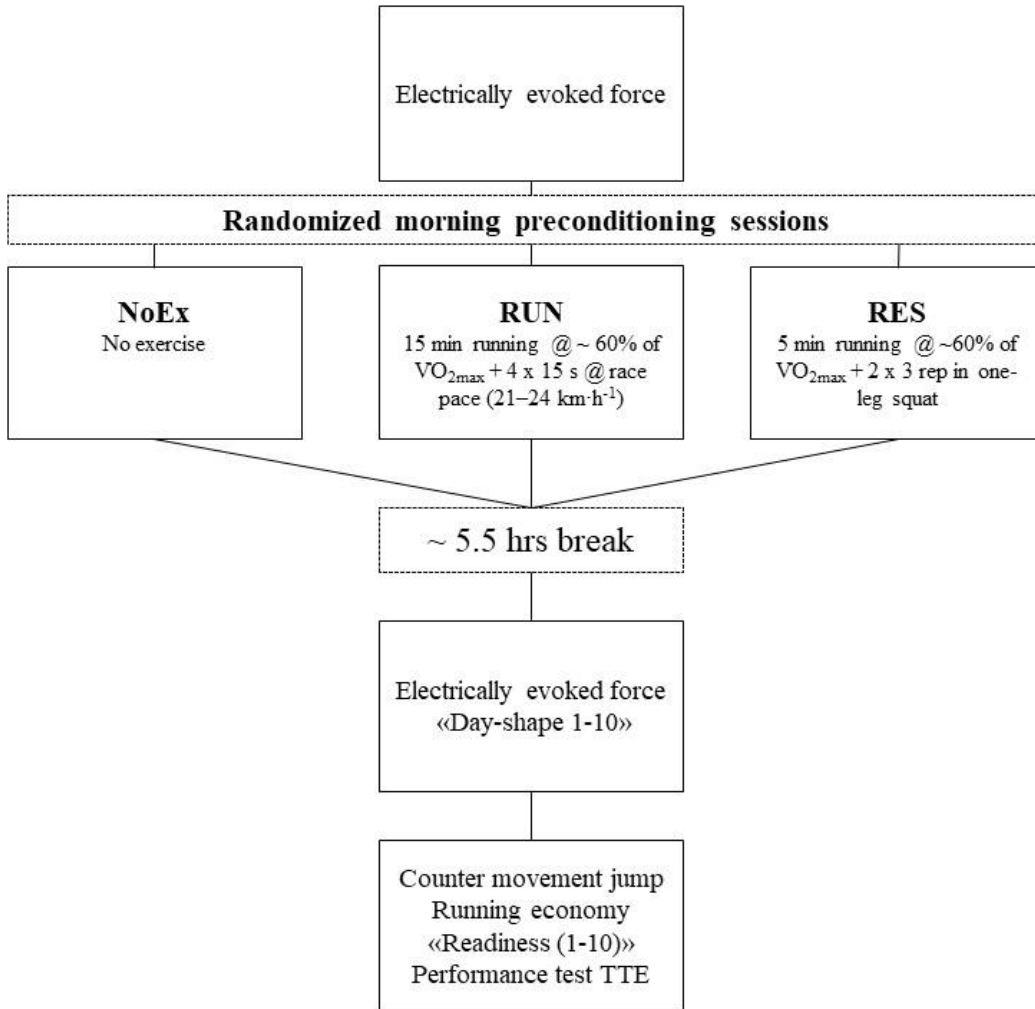 Electrically evoked force
Randomized morning preconditioning sessions
NoEx
No exercise
RUN
15 min running @ ~ 60% of
V̇O₂max + 4 x 15 s @ race
pace (21–24 km·h⁻¹)
RES
5 min running @ ~60% of
V̇O₂max + 2 x 3 rep in one-
leg squat
~ 5.5 hrs break
Electrically evoked force
«Day-shape 1-10»
Counter movement jump
Running economy
«Readiness (1-10)»
Performance test TTE